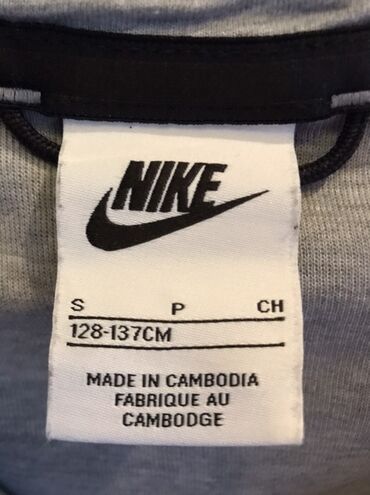 NIKE
S P CH
128-137CM
MADE IN CAMBODIA
FABRIQUE AU
CAMBODGE